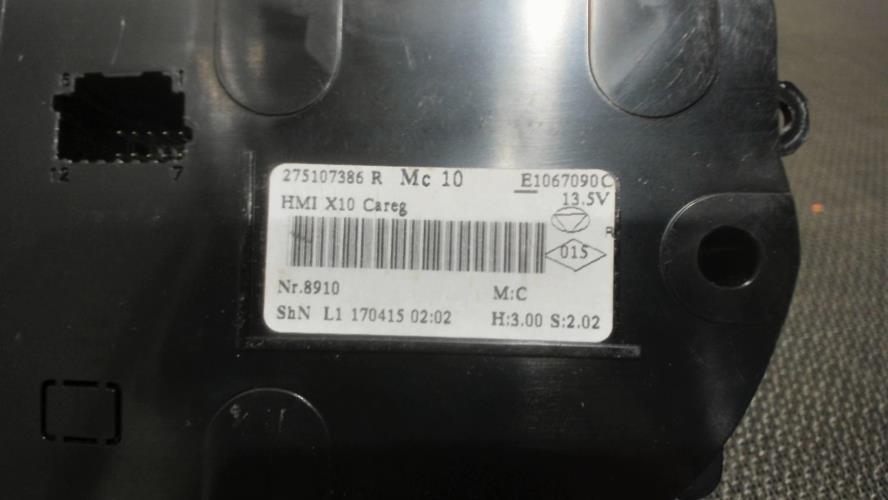 6 1
12 7
275107386 R Mc 10 E1067090C
HMI X10 Careg 13.5V
R
015
Nr.8910 M:C
ShN L1 170415 02:02 H:3.00 S:2.02